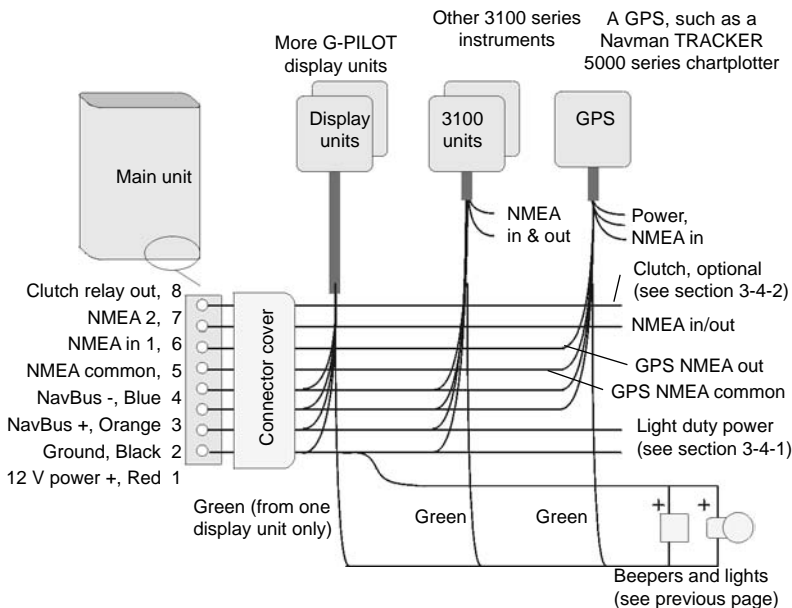 Other 3100 series
instruments
A GPS, such as a
Navman TRACKER
5000 series chartplotter
More G-PILOT
display units
Display
units
3100
units
GPS
Main unit
NMEA
in & out
Power,
NMEA in
Clutch, optional
(see section 3-4-2)
Clutch relay out, 8
NMEA 2, 7
NMEA in 1, 6
NMEA common, 5
NavBus -, Blue 4
NavBus +, Orange 3
Ground, Black 2
12 V power +, Red 1
Connector cover
NMEA in/out
GPS NMEA out
GPS NMEA common
Light duty power
(see section 3-4-1)
Green (from one
display unit only)
Green
Green
+
+
Beepers and lights
(see previous page)